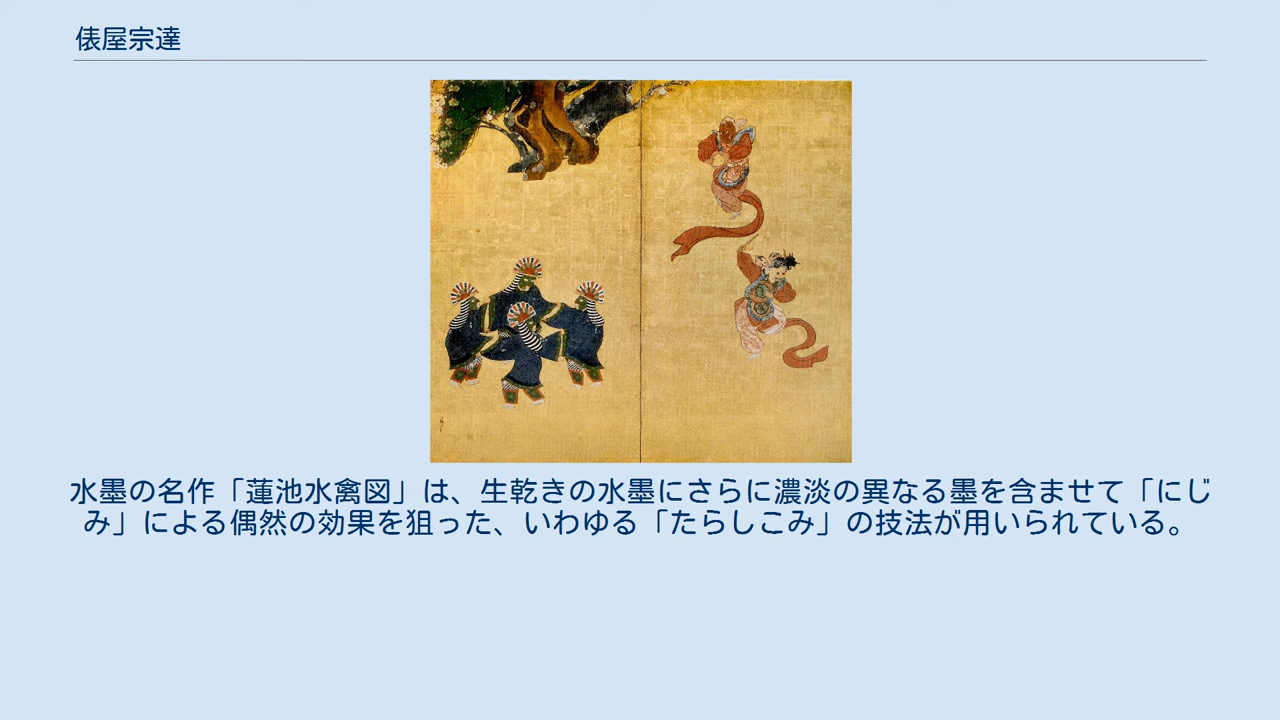 俵屋宗達
水墨の名作「蓮池水禽図」は、生乾きの水墨にさらに濃淡の異なる墨を含ませて「にじ
み」による偶然の効果を狙った、いわゆる「たらしこみ」の技法が用いられている。